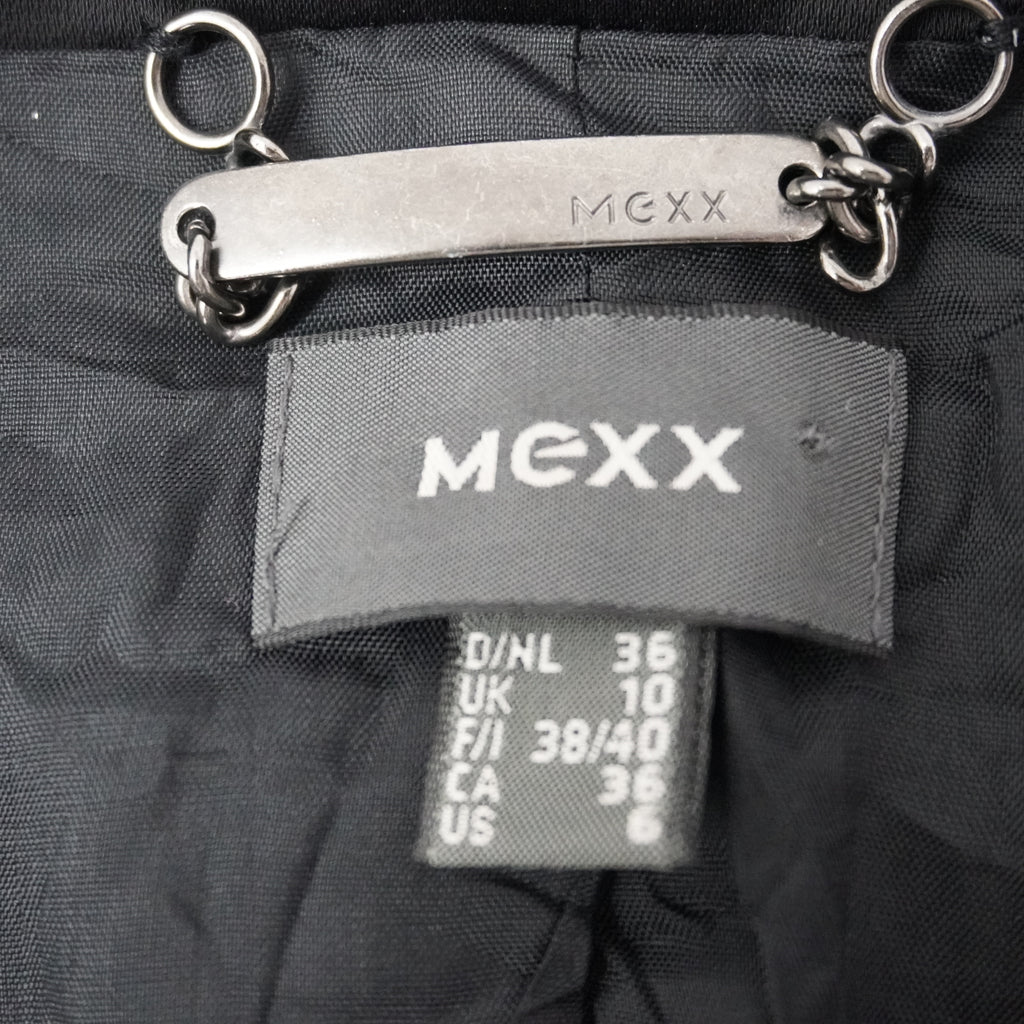 MEXX
MEXX
D/NL 36
UK 10
F/I 38/40
CA 36
US 6